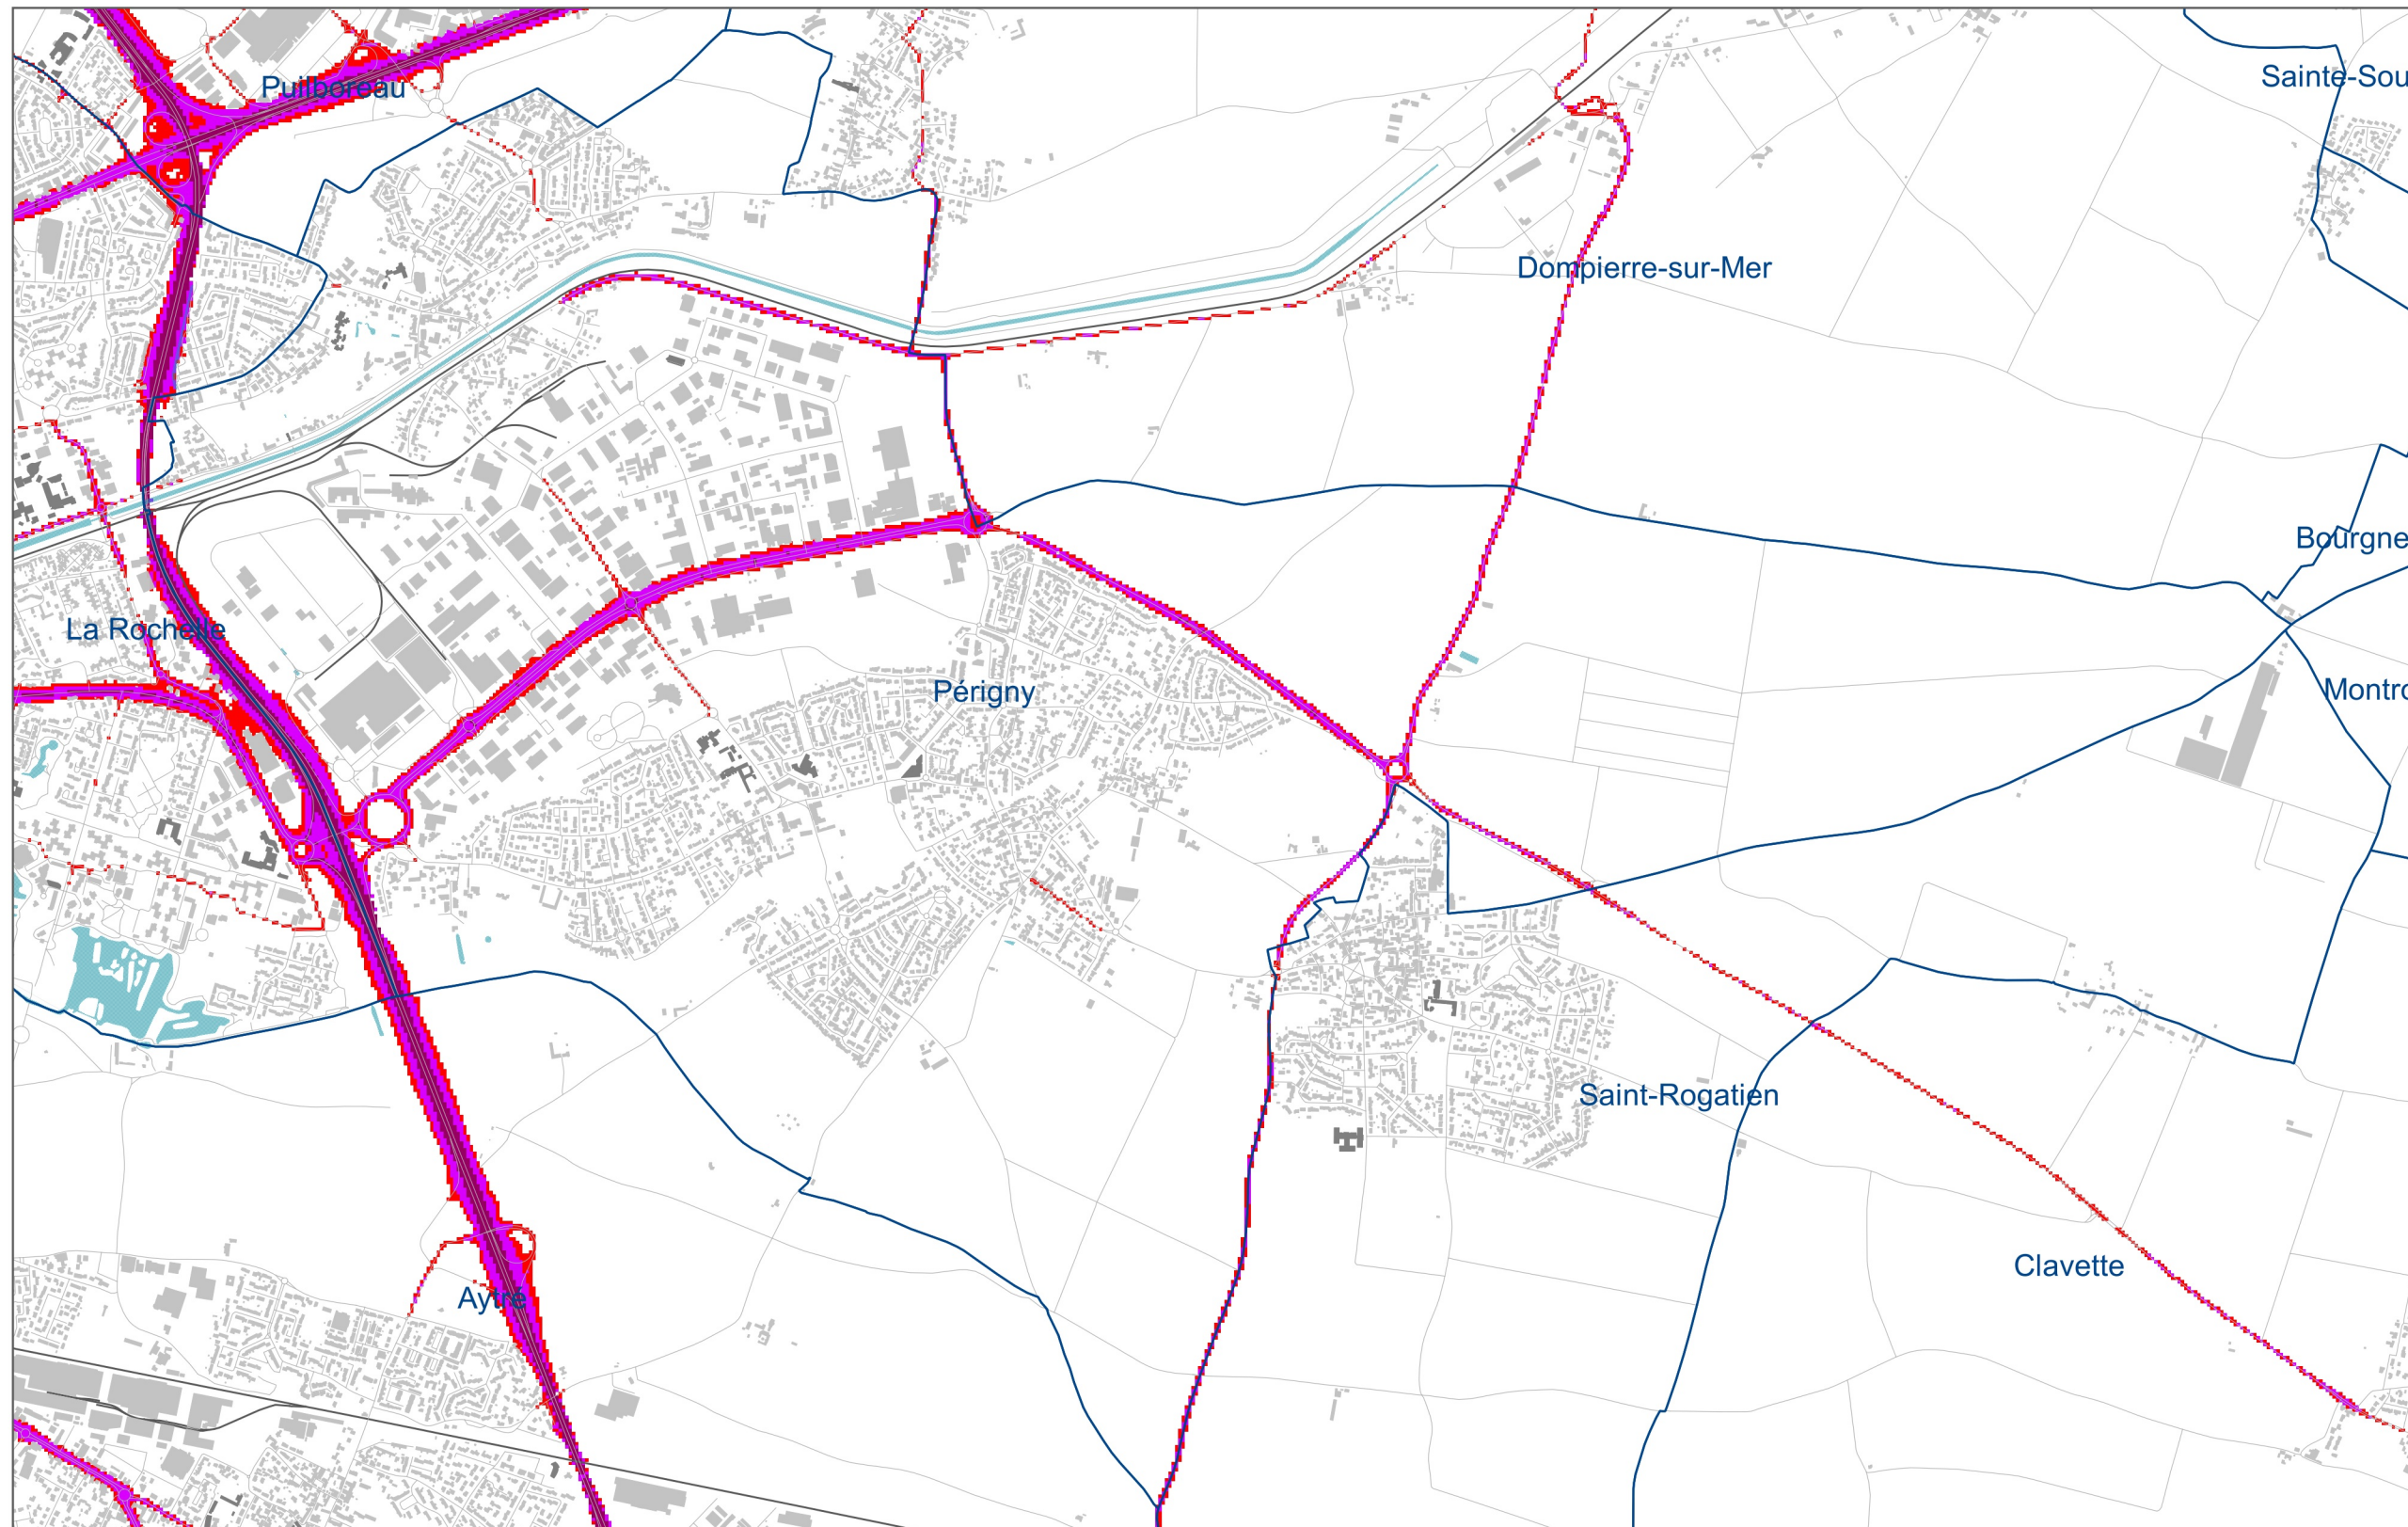 Sainte-Sou
Puilboreau
Dompierre-sur-Mer
Bourgne
La Rochelle
Périgny
Montro
Saint-Rogatien
Clavette
Aytré